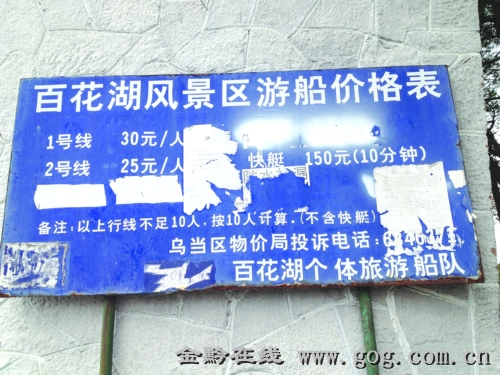 百花湖风景区游船价格表
1号线 30元/人
2号线 25元/人 快艇 150元(10分钟)
备注:以上行线不足10人.按10人计算.(不含快艇)
乌当区物价局投诉电话:
百花湖个体旅游船队
金黔在线 www.gog.com.cn